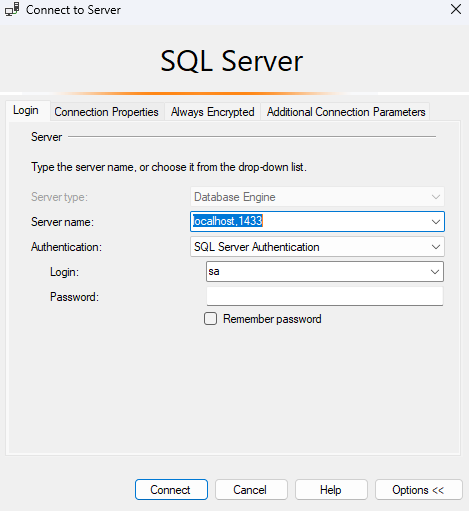 Connect to Server
SQL Server
Login Connection Properties Always Encrypted Additional Connection Parameters
Server
Type the server name, or choose it from the drop-down list.
Server type: Database Engine
Server name: localhost,1433
Authentication: SQL Server Authentication
Login: sa
Password:
Remember password
Connect Cancel Help Options <<